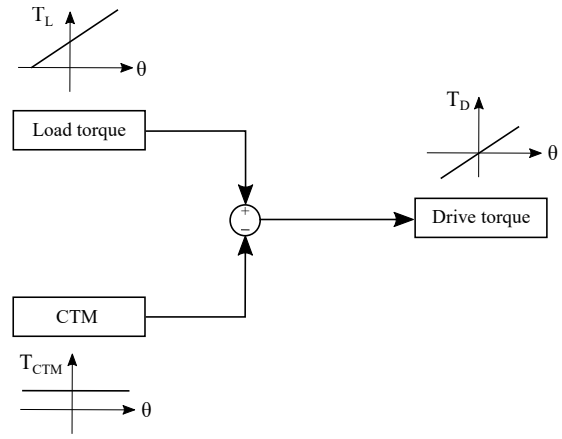 T_L
θ
Load torque
T_D
θ
+
−
Drive torque
CTM
T_CTM
θ